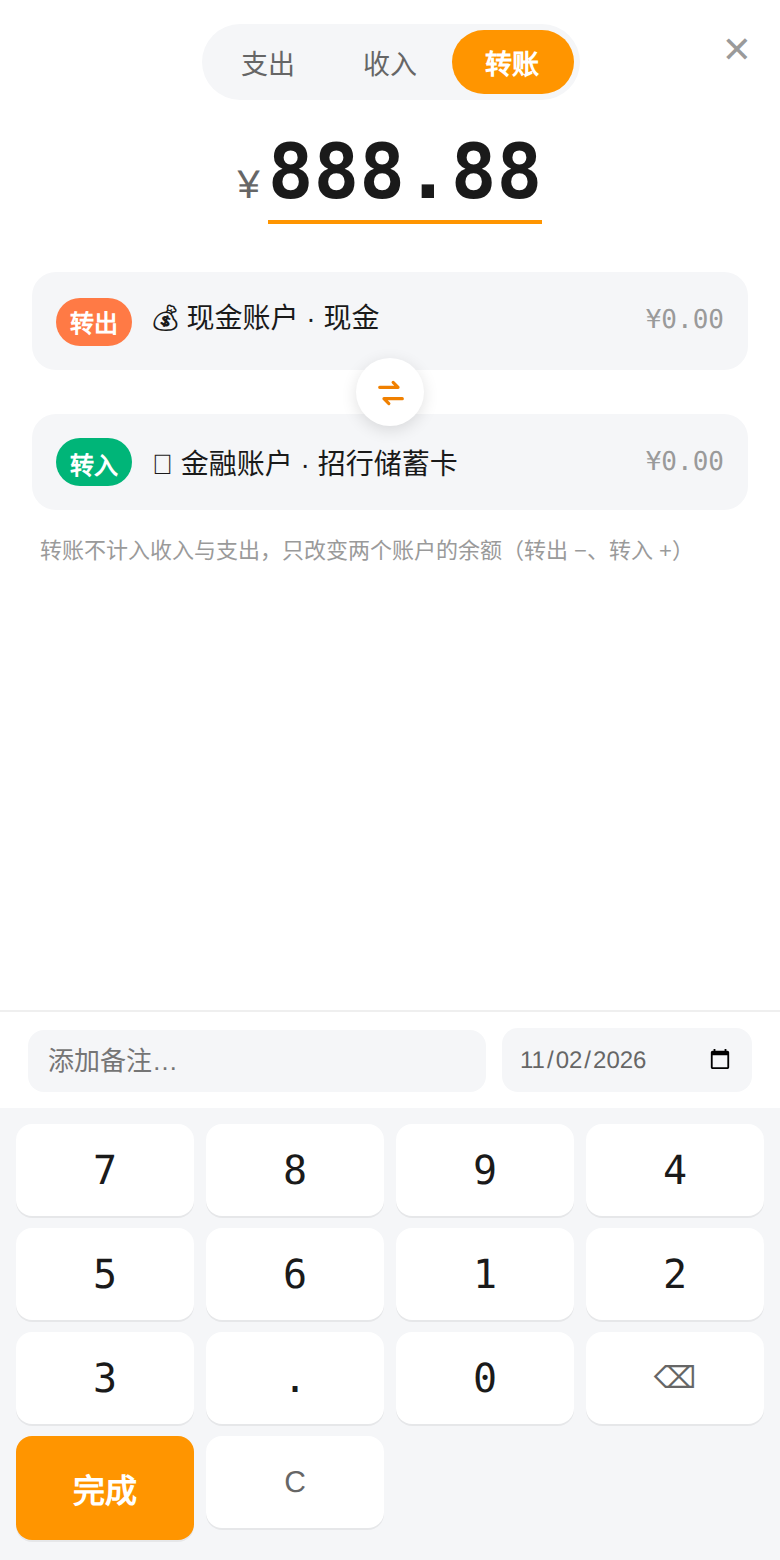 支出 收入 转账 ✕
¥888.88
转出 💰 现金账户 · 现金 ¥0.00
转入 金融账户 · 招行储蓄卡 ¥0.00
转账不计入收入与支出，只改变两个账户的余额（转出 −、转入 +）
添加备注… 11/02/2026
7 8 9 4
5 6 1 2
3 . 0 ⌫
完成 C